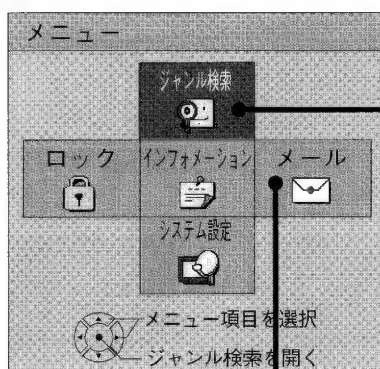 メニュー
ジャンル検索
ロック
インフォメーション
メール
システム設定
メニュー項目を選択
ジャンル検索を開く